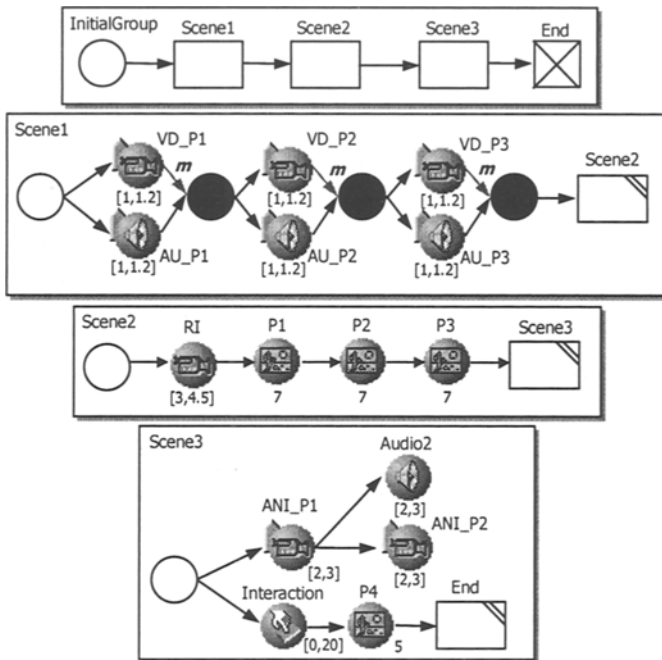 InitialGroup Scene1 Scene2 Scene3 End
Scene1
VD_P1 VD_P2 VD_P3
m m m
Scene2
[1,1.2] [1,1.2] [1,1.2]
AU_P1 AU_P2 AU_P3
[1,1.2] [1,1.2] [1,1.2]
Scene2
RI P1 P2 P3 Scene3
[3,4.5] 7 7 7
Scene3
Audio2
[2,3]
ANI_P1 ANI_P2
[2,3] [2,3]
Interaction P4 End
[0,20] 5